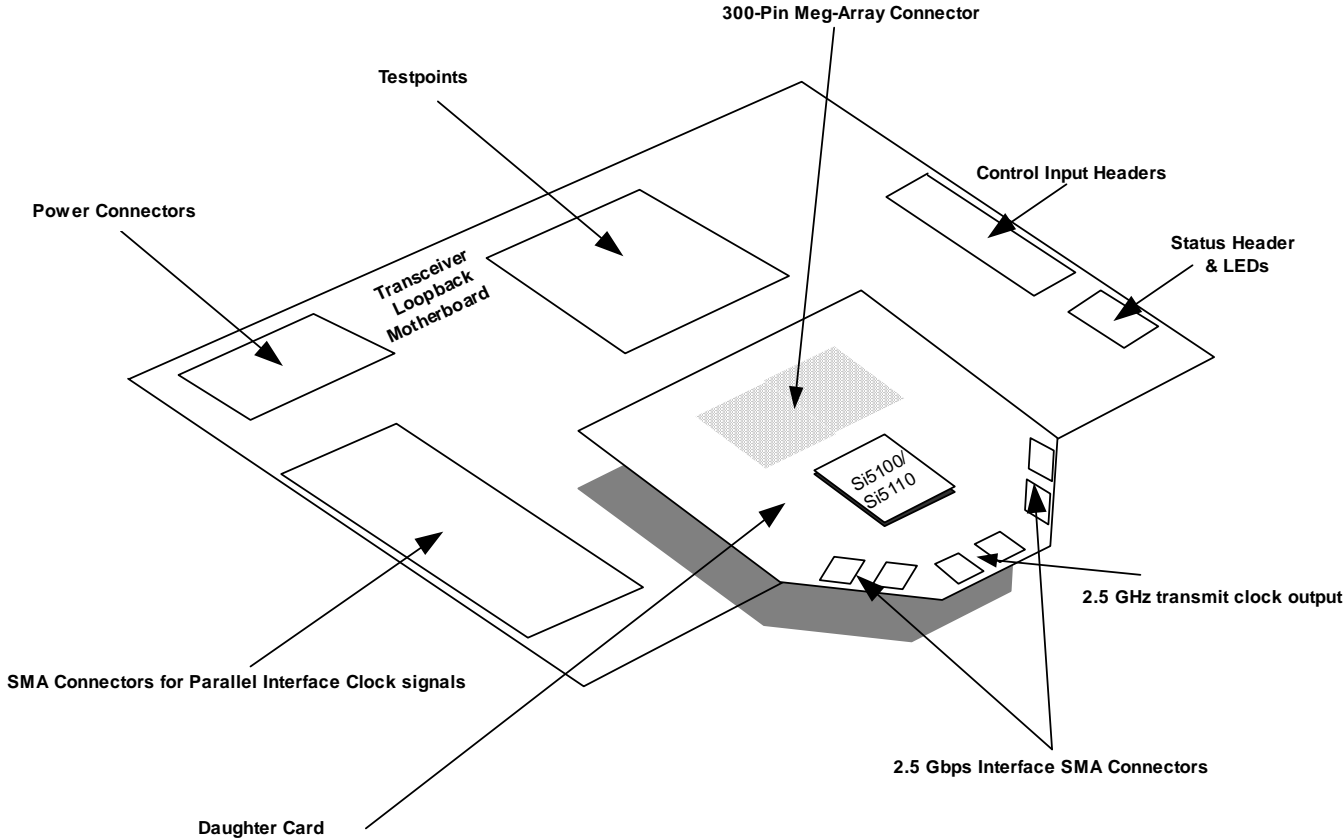 300-Pin Meg-Array Connector
Testpoints
Control Input Headers
Power Connectors
Status Header
& LEDs
Transceiver
Loopback
Motherboard
Si5100/
Si5110
2.5 GHz transmit clock output
SMA Connectors for Parallel Interface Clock signals
2.5 Gbps Interface SMA Connectors
Daughter Card